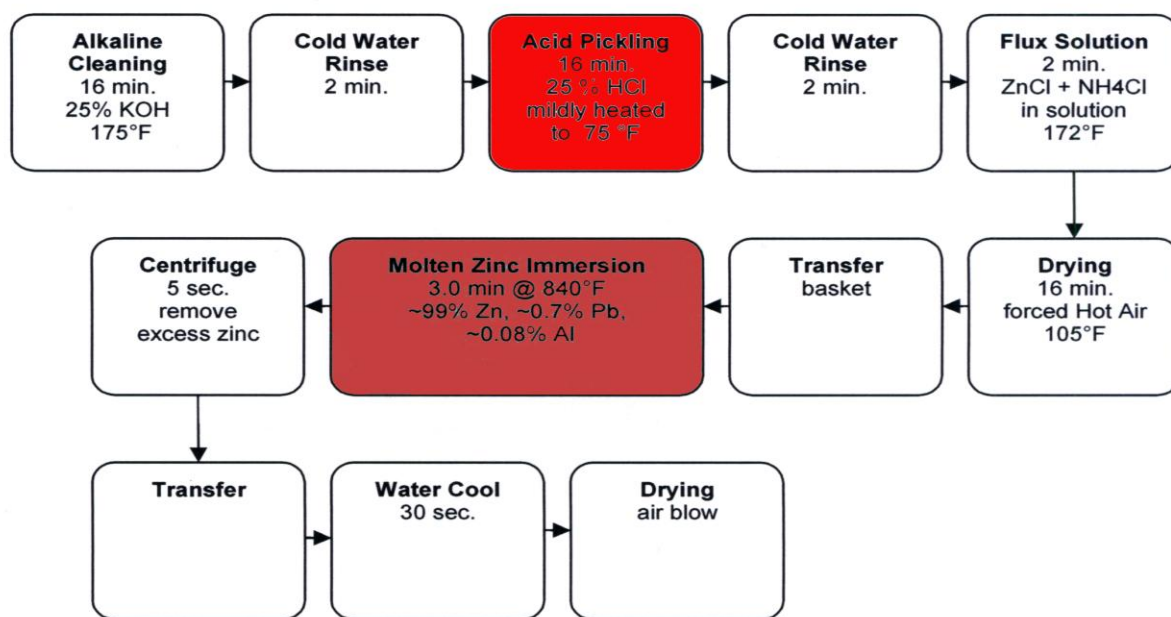 Alkaline
Cleaning
16 min.
25% KOH
175°F
Cold Water
Rinse
2 min.
Acid Pickling
16 min.
25 % HCl
mildly heated
to 75 °F
Cold Water
Rinse
2 min.
Flux Solution
2 min.
ZnCl + NH4Cl
in solution
172°F
Centrifuge
5 sec.
remove
excess zinc
Molten Zinc Immersion
3.0 min @ 840°F
~99% Zn, ~0.7% Pb,
~0.08% Al
Transfer
basket
Drying
16 min.
forced Hot Air
105°F
Transfer
Water Cool
30 sec.
Drying
air blow